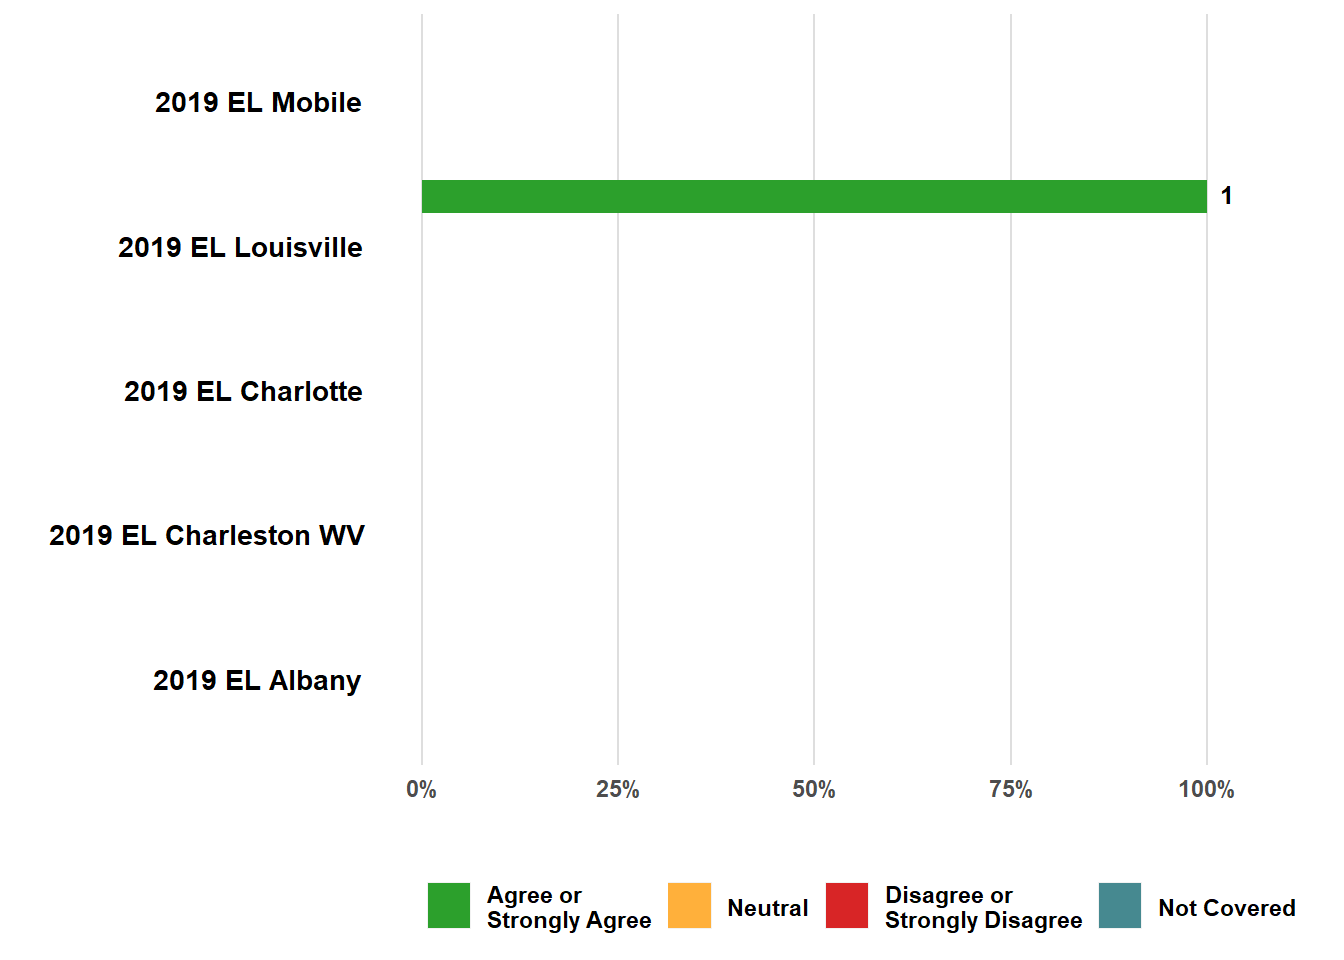 2019 EL Mobile
1
2019 EL Louisville
2019 EL Charlotte
2019 EL Charleston WV
2019 EL Albany
0% 25% 50% 75% 100%
Agree or
Strongly Agree
Neutral
Disagree or
Strongly Disagree
Not Covered